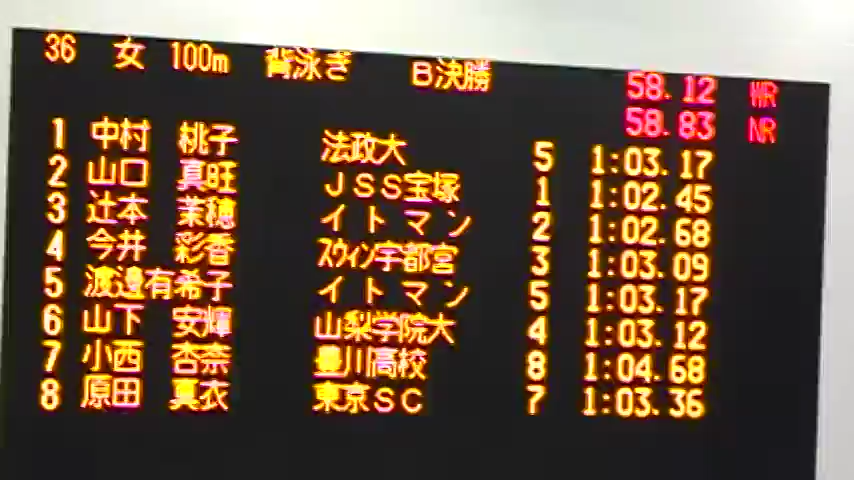 36 女 100m 背泳ぎ B決勝 58.12 WR
58.83 NR
1 中村 桃子 法政大 5 1:03.17
2 山口 真旺 JSS宝塚 1 1:02.45
3 辻本 茉穂 イトマン 2 1:02.68
4 今井 彩香 スウィン宇都宮 3 1:03.09
5 渡邉有希子 イトマン 5 1:03.17
6 山下 安輝 山梨学院大 4 1:03.12
7 小西 杏奈 豊川高校 8 1:04.68
8 原田 真衣 東京SC 7 1:03.36